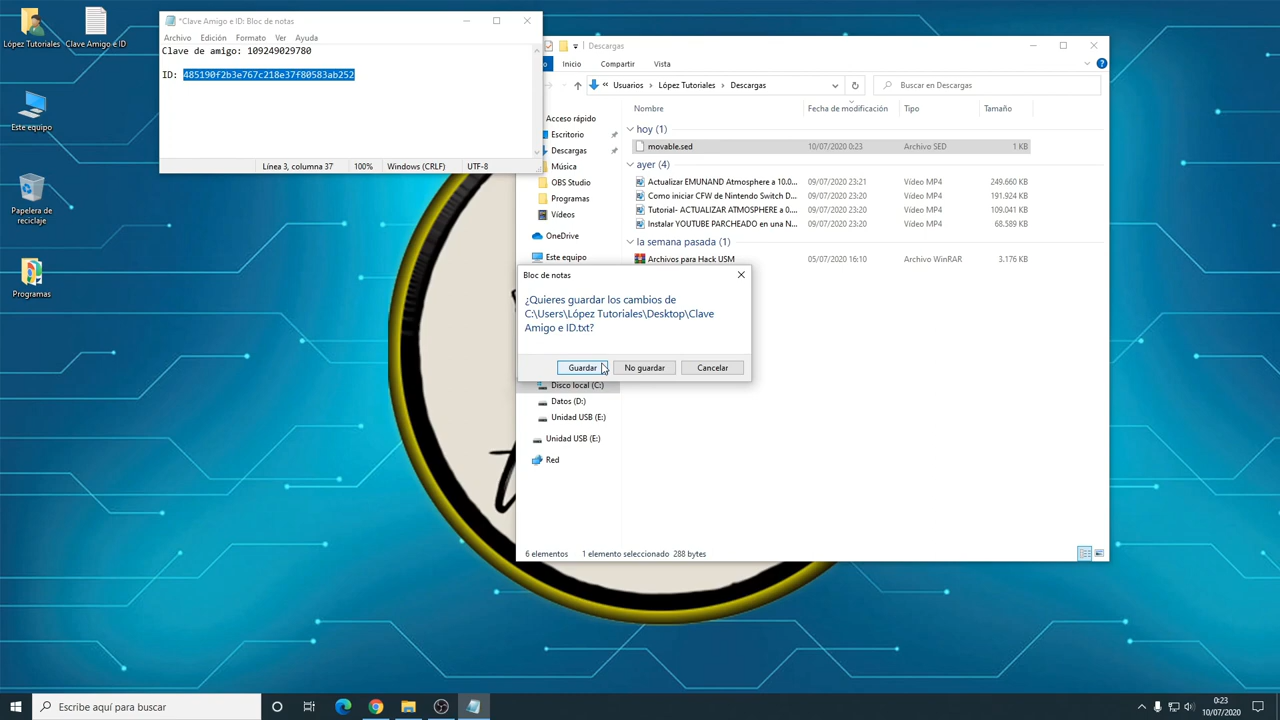 López Tutoriales
Clave Amigo e ID
Este equipo
Papelera de
reciclaje
Programas
*Clave Amigo e ID: Bloc de notas
Archivo Edición Formato Ver Ayuda
Clave de amigo: 109249029780
ID: 485190f2b3e767c218e37f80583ab252
Línea 3, columna 37 100% Windows (CRLF) UTF-8
Descargas
Inicio Compartir Vista
« Usuarios > López Tutoriales > Descargas
Buscar en Descargas
Nombre Fecha de modificación Tipo Tamaño
Acceso rápido
Escritorio
Descargas
Música
OBS Studio
Programas
Vídeos
OneDrive
Este equipo
Disco local (C:)
Datos (D:)
Unidad USB (E:)
Unidad USB (E:)
Red
hoy (1)
movable.sed 10/07/2020 0:23 Archivo SED 1 KB
ayer (4)
Actualizar EMUNAND Atmosphere a 10.0... 09/07/2020 23:21 Vídeo MP4 249.660 KB
Como iniciar CFW de Nintendo Switch D... 09/07/2020 23:20 Vídeo MP4 191.924 KB
Tutorial- ACTUALIZAR ATMOSPHERE a 0.... 09/07/2020 23:20 Vídeo MP4 109.041 KB
Instalar YOUTUBE PARCHEADO en una N... 09/07/2020 23:20 Vídeo MP4 68.589 KB
la semana pasada (1)
Archivos para Hack USM 05/07/2020 16:10 Archivo WinRAR 3.176 KB
Bloc de notas
¿Quieres guardar los cambios de
C:\Users\López Tutoriales\Desktop\Clave
Amigo e ID.txt?
Guardar No guardar Cancelar
6 elementos 1 elemento seleccionado 288 bytes
Escribe aquí para buscar
0:23
10/07/2020